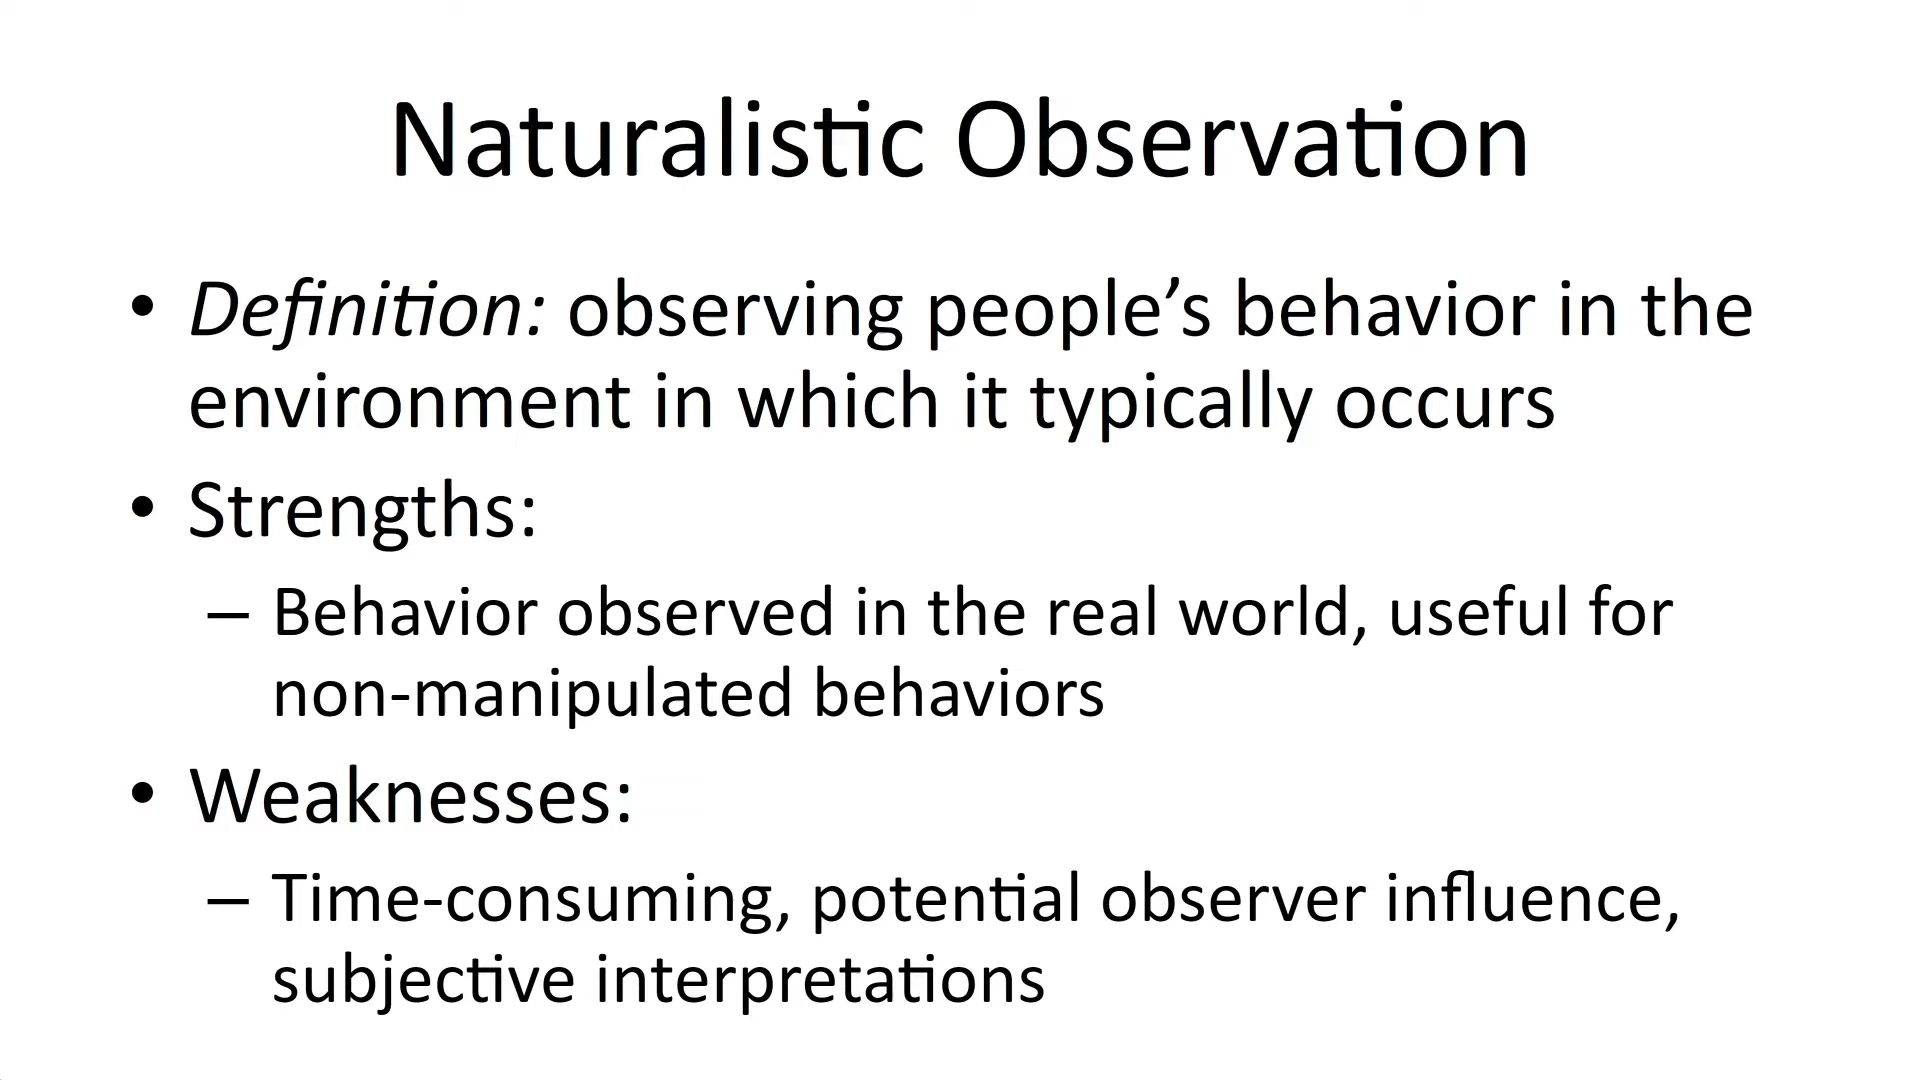 Naturalistic Observation
• Definition: observing people’s behavior in the
environment in which it typically occurs
• Strengths:
– Behavior observed in the real world, useful for
non-manipulated behaviors
• Weaknesses:
– Time-consuming, potential observer influence,
subjective interpretations